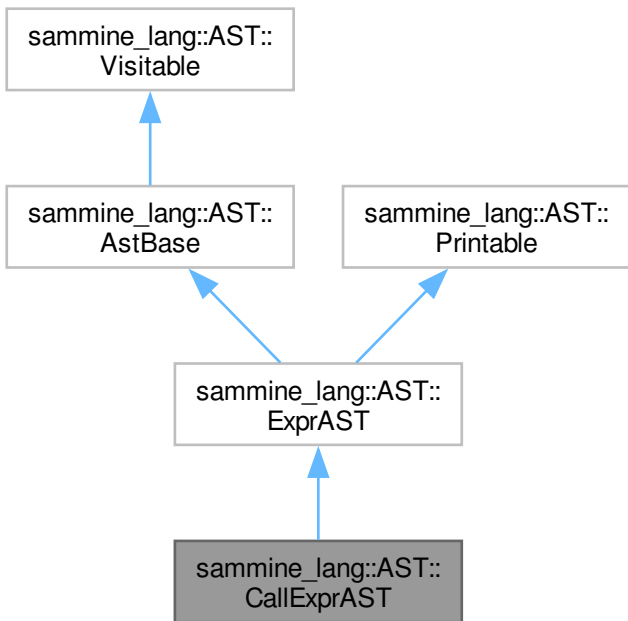 sammine_lang::AST::
Visitable
sammine_lang::AST::
AstBase
sammine_lang::AST::
Printable
sammine_lang::AST::
ExprAST
sammine_lang::AST::
CallExprAST